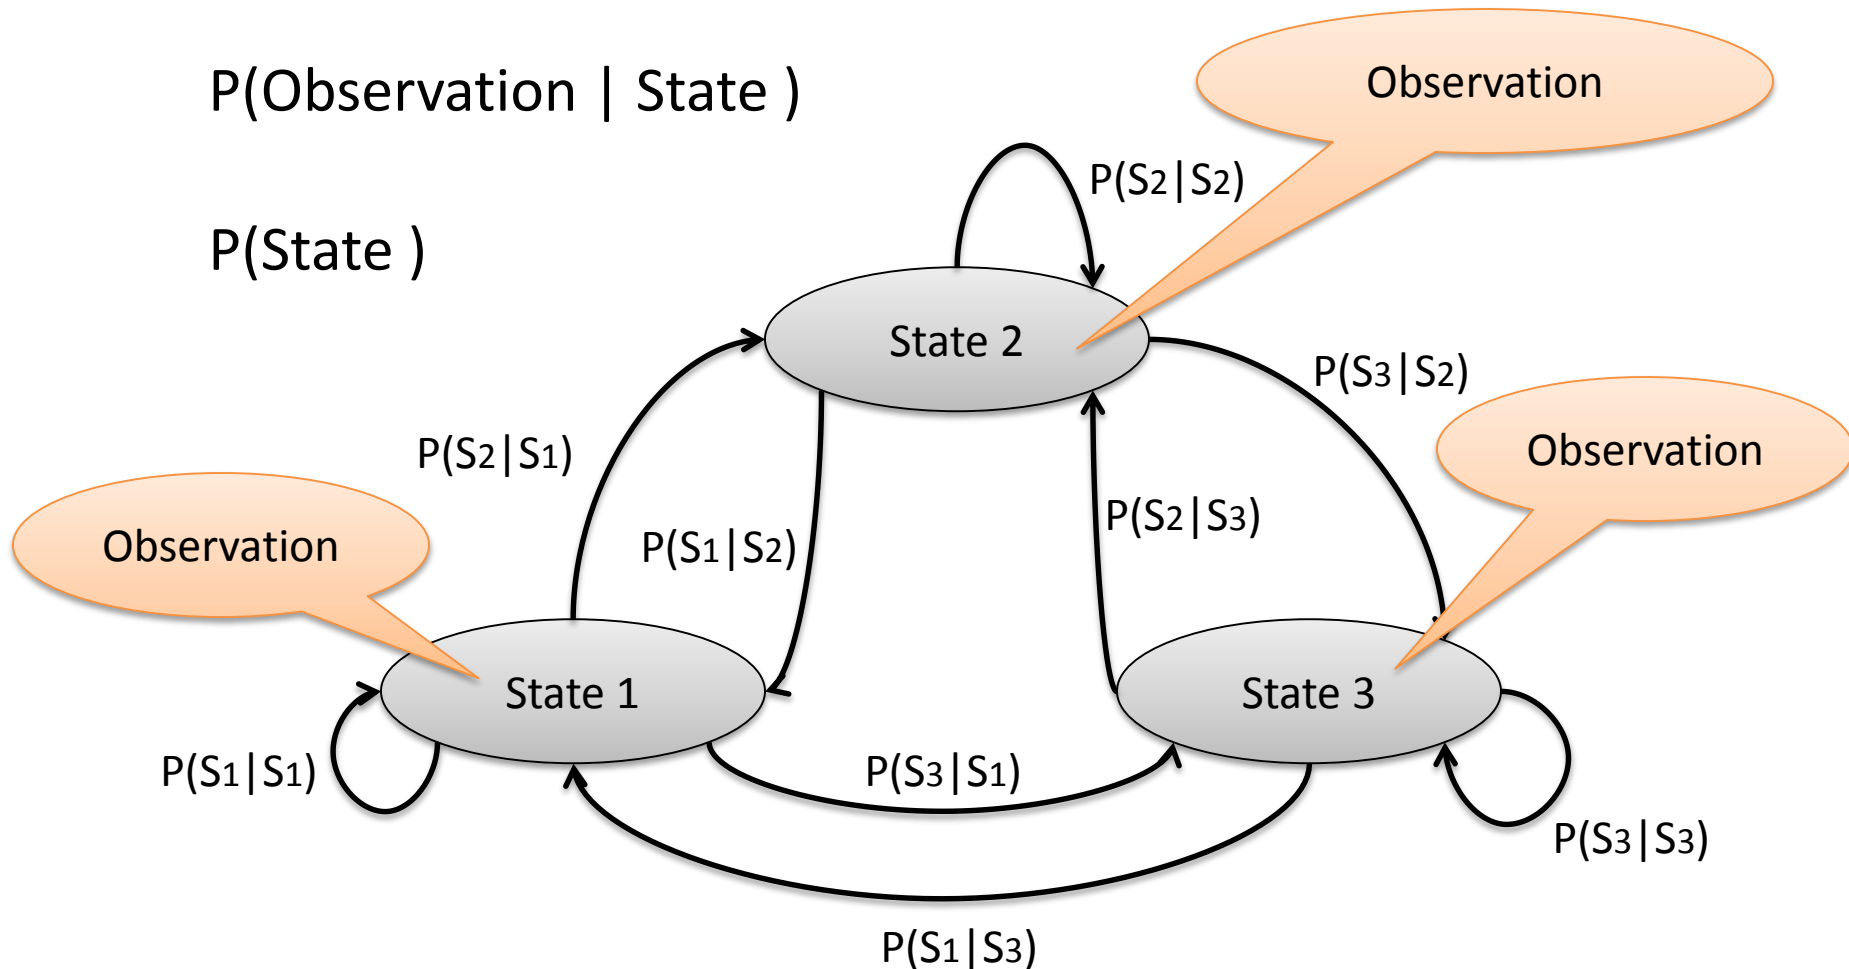 P(Observation | State )
Observation
P(S2|S2)
P(State )
State 2
P(S3|S2)
P(S2|S1)
Observation
P(S2|S3)
Observation
P(S1|S2)
State 1
State 3
P(S1|S1)
P(S3|S1)
P(S3|S3)
P(S1|S3)